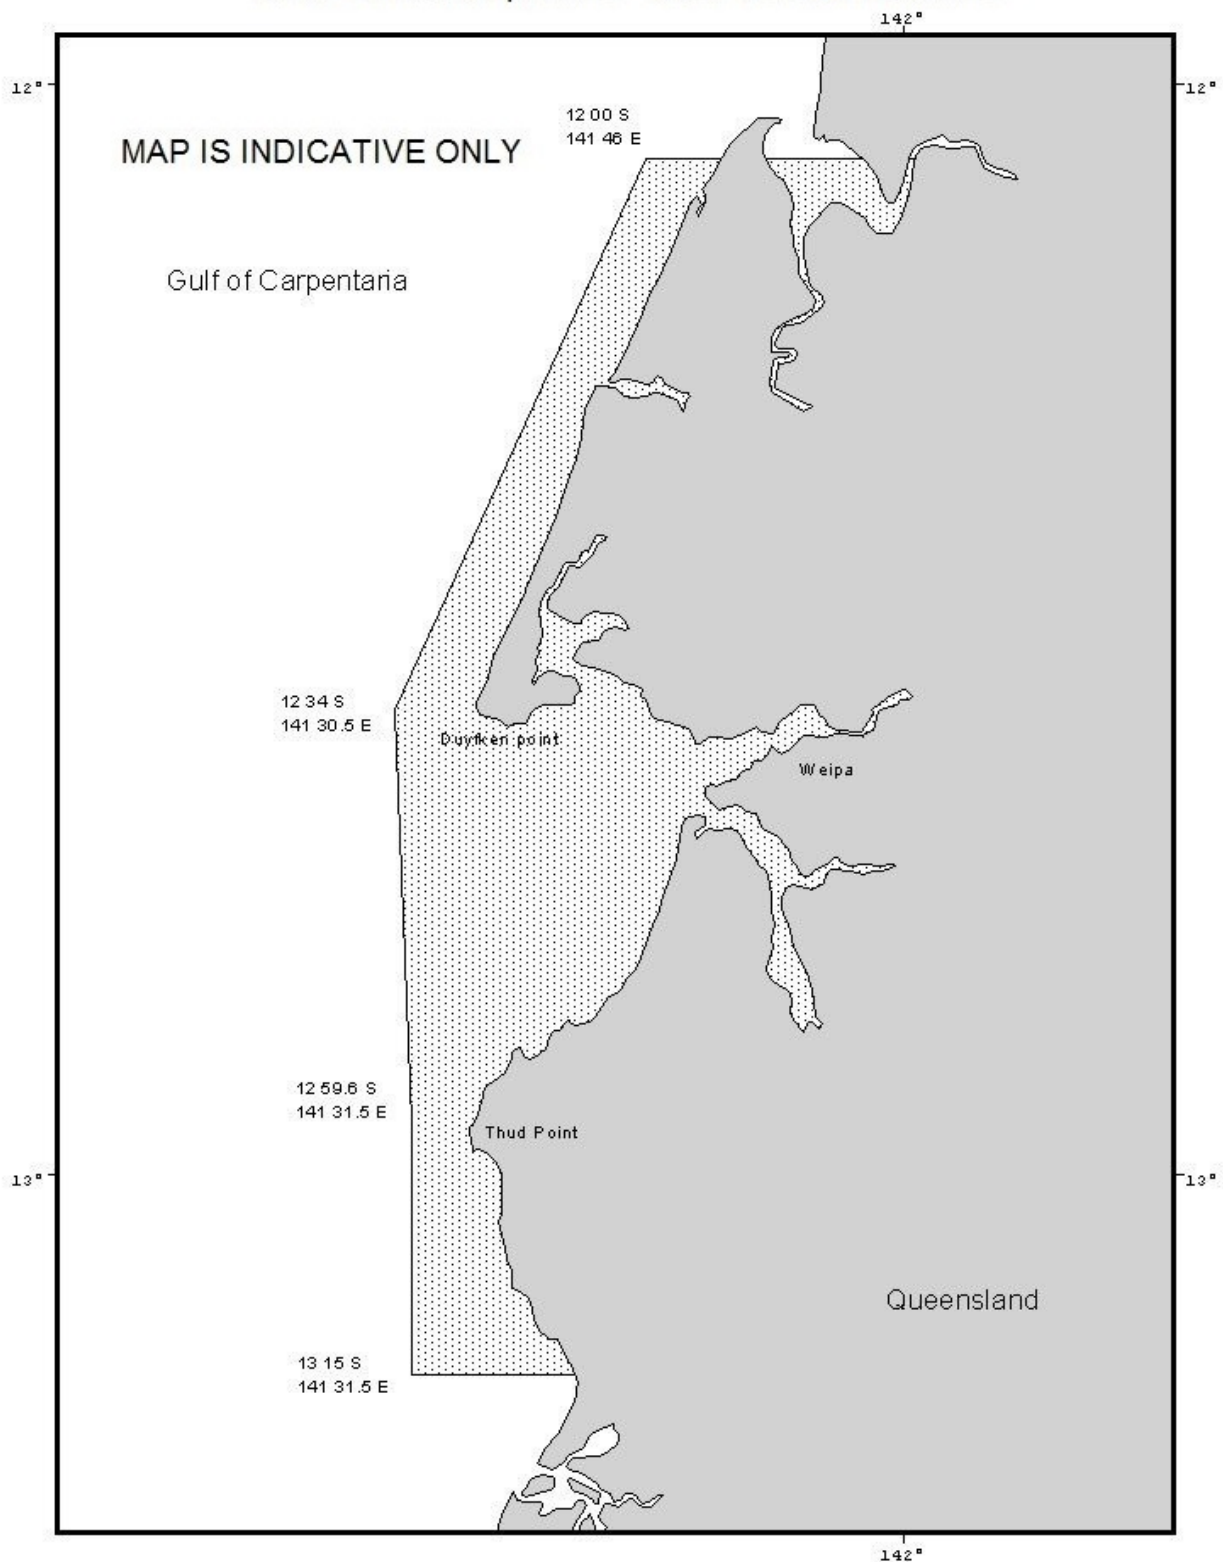 142°
12°
12°
12 00 S
141 46 E
MAP IS INDICATIVE ONLY
Gulf of Carpentaria
12 34 S
141 30.5 E
Duyfken point
Weipa
12 59.6 S
141 31.5 E
Thud Point
13°
13°
Queensland
13 15 S
141 31.5 E
142°